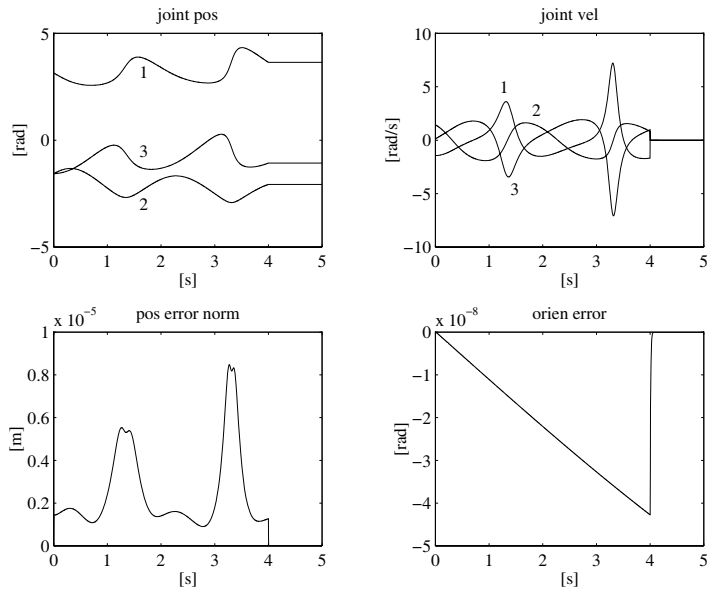 joint pos
5
0
−5
[rad]
1
3
2
0 1 2 3 4 5
[s]
joint vel
10
5
0
−5
−10
[rad/s]
1
2
3
0 1 2 3 4 5
[s]
x 10⁻⁵
pos error norm
1
0.8
0.6
0.4
0.2
0
[m]
0 1 2 3 4 5
[s]
x 10⁻⁸
orien error
0
−1
−2
−3
−4
−5
[rad]
0 1 2 3 4 5
[s]